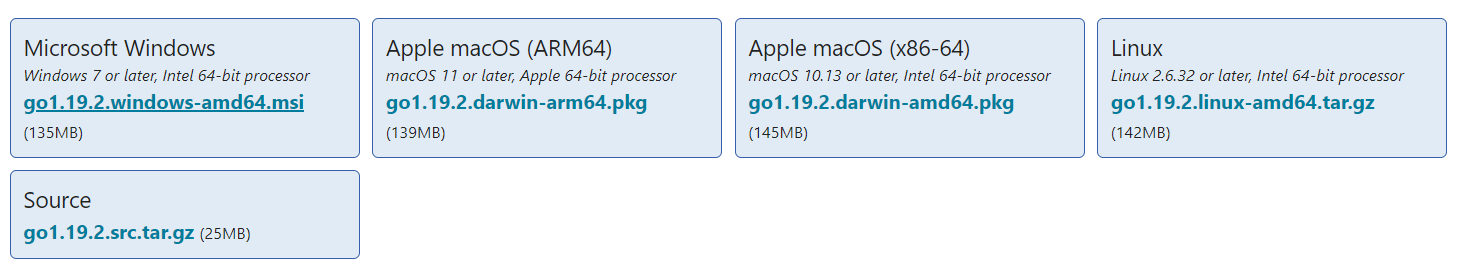 Microsoft Windows
Windows 7 or later, Intel 64-bit processor
go1.19.2.windows-amd64.msi
(135MB)
Apple macOS (ARM64)
macOS 11 or later, Apple 64-bit processor
go1.19.2.darwin-arm64.pkg
(139MB)
Apple macOS (x86-64)
macOS 10.13 or later, Intel 64-bit processor
go1.19.2.darwin-amd64.pkg
(145MB)
Linux
Linux 2.6.32 or later, Intel 64-bit processor
go1.19.2.linux-amd64.tar.gz
(142MB)
Source
go1.19.2.src.tar.gz (25MB)